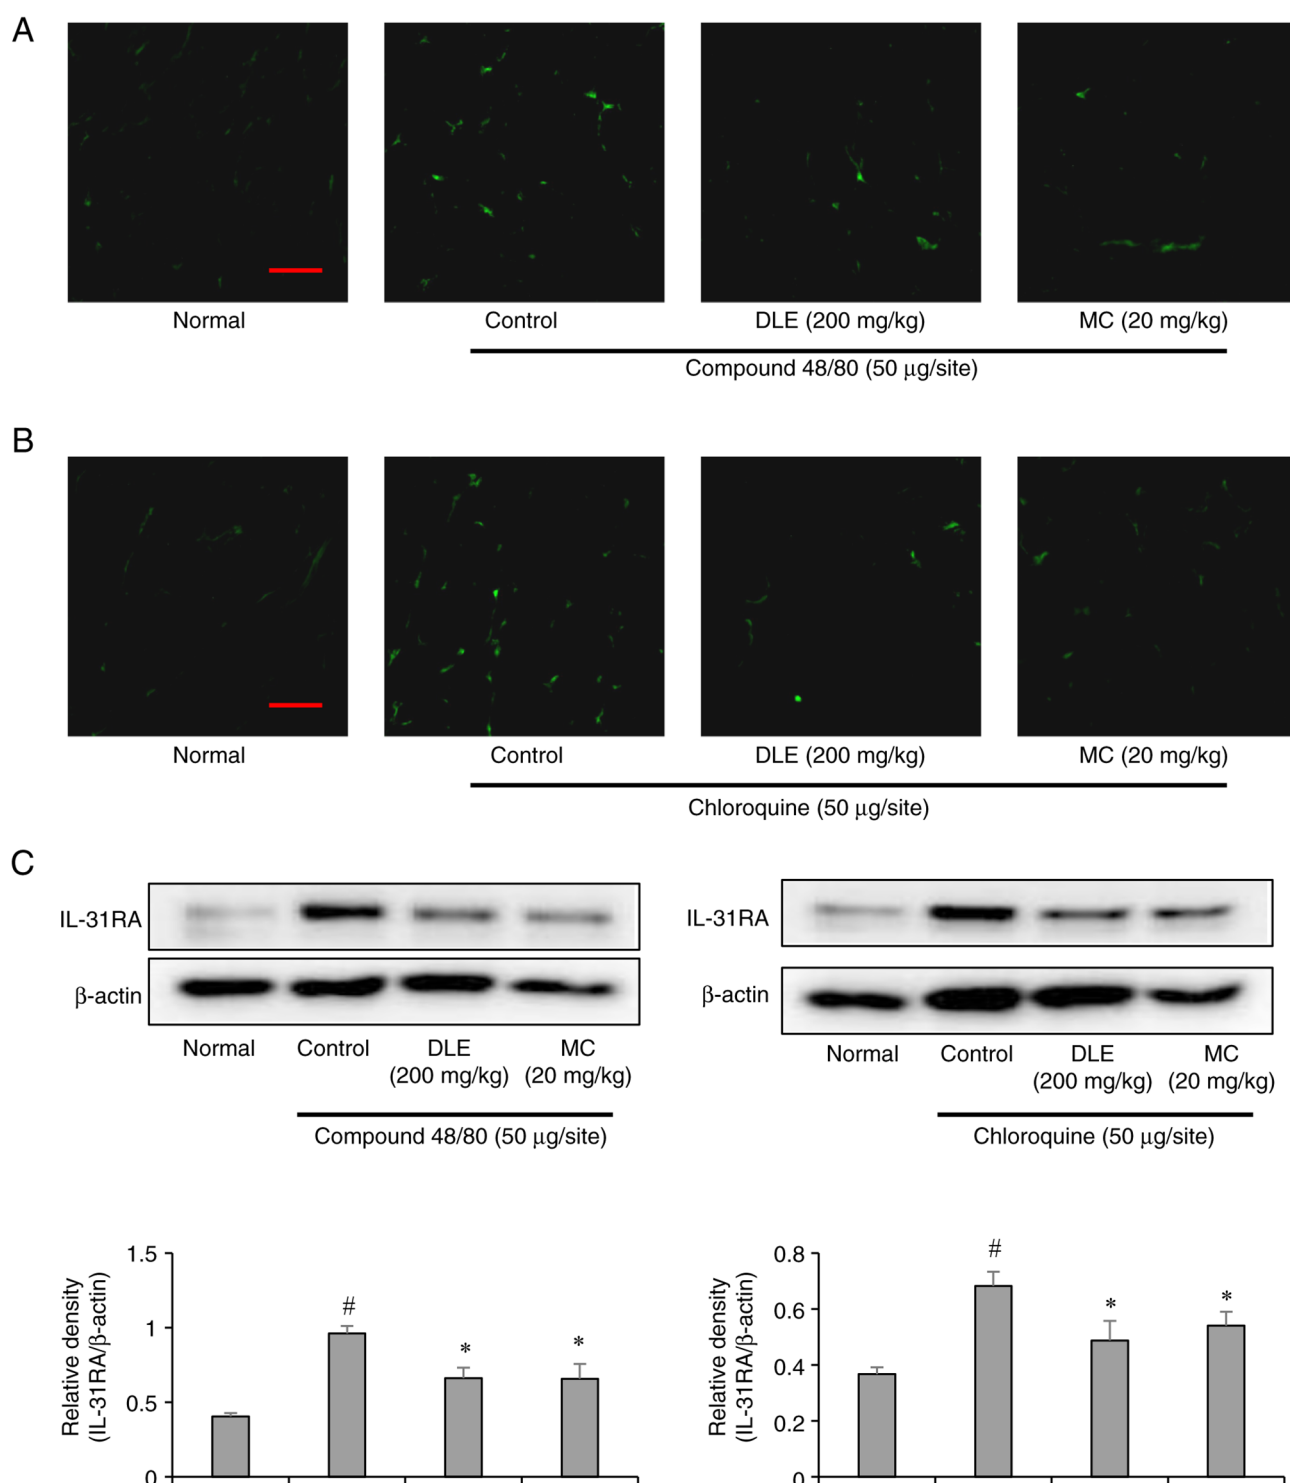 A
Normal
Control
DLE (200 mg/kg)
MC (20 mg/kg)
Compound 48/80 (50 μg/site)
B
Normal
Control
DLE (200 mg/kg)
MC (20 mg/kg)
Chloroquine (50 μg/site)
C
IL-31RA
β-actin
Normal
Control
DLE
(200 mg/kg)
MC
(20 mg/kg)
Compound 48/80 (50 μg/site)
IL-31RA
β-actin
Normal
Control
DLE
(200 mg/kg)
MC
(20 mg/kg)
Chloroquine (50 μg/site)
Relative density
(IL-31RA/β-actin)
1.5
1
0.5
0
#
*
*
Relative density
(IL-31RA/β-actin)
0.8
0.6
0.4
0.2
0
#
*
*